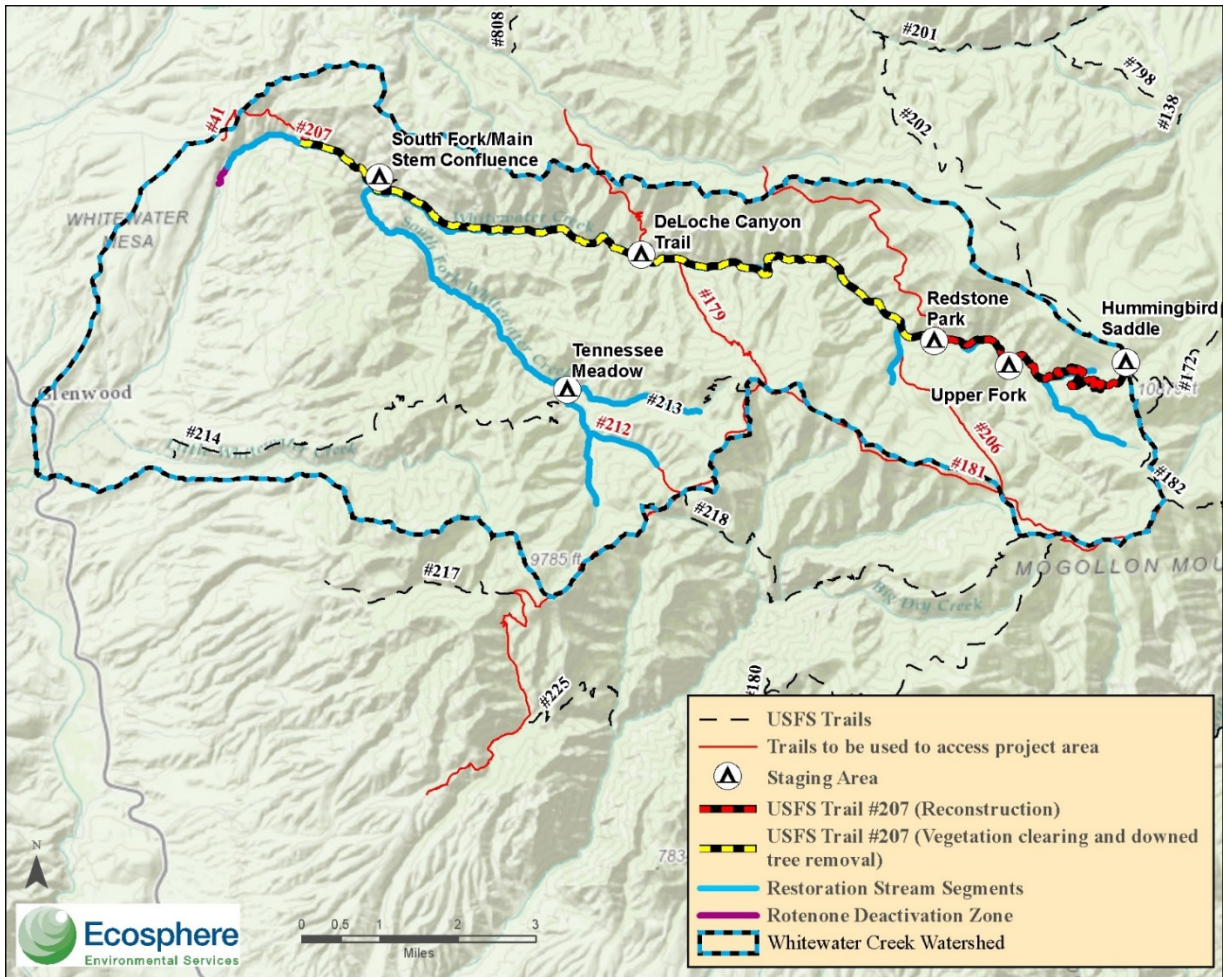 #808
#201
#798
#138
#202
#41
#207
South Fork/Main
Stem Confluence
WHITEWATER
MESA
Whitewater Creek
DeLoche Canyon
Trail
South Fork Whitewater Creek
#179
Redstone
Park
Hummingbird
Saddle
#172
Tennessee
Meadow
Upper Fork
Glenwood
#213
#214
#212
#206
#181
#182
#218
9785 ft
#217
MOGOLLON MOU
Big Dry Creek
#225
#180
USFS Trails
Trails to be used to access project area
Staging Area
USFS Trail #207 (Reconstruction)
USFS Trail #207 (Vegetation clearing and downed
tree removal)
Restoration Stream Segments
Rotenone Deactivation Zone
Whitewater Creek Watershed
N
Ecosphere
Environmental Services
0 0.5 1 2 3
Miles